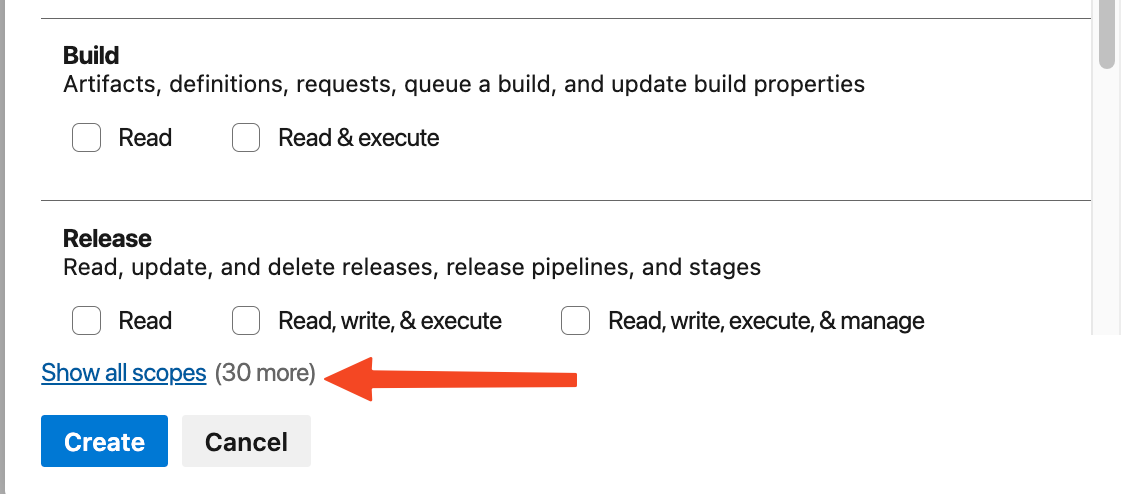 Build
Artifacts, definitions, requests, queue a build, and update build properties
Read Read & execute
Release
Read, update, and delete releases, release pipelines, and stages
Read Read, write, & execute Read, write, execute, & manage
Show all scopes (30 more)
Create Cancel